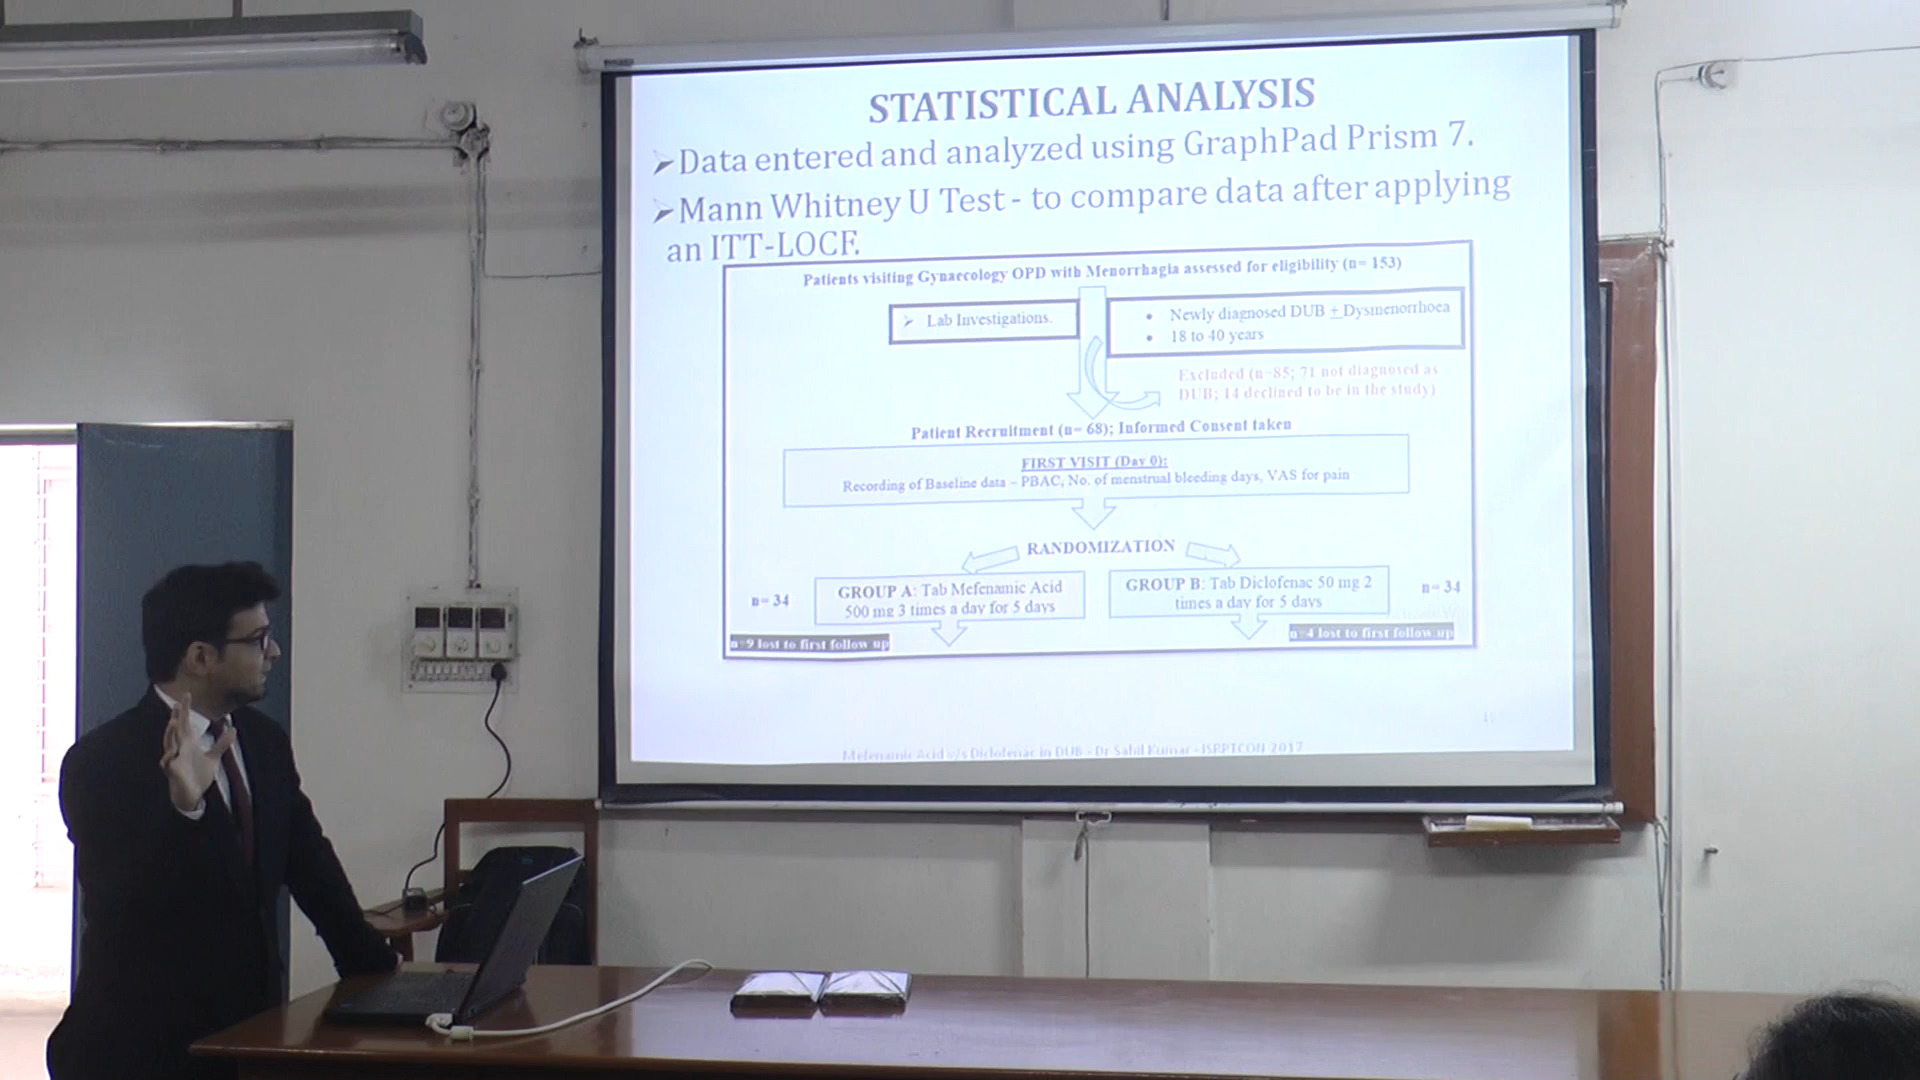 STATISTICAL ANALYSIS
➢Data entered and analyzed using GraphPad Prism 7.
➢Mann Whitney U Test - to compare data after applying
an ITT-LOCF.
Patients visiting Gynaecology OPD with Menorrhagia assessed for eligibility (n= 153)
➢ Lab Investigations.
• Newly diagnosed DUB + Dysmenorrhoea
• 18 to 40 years
Excluded (n=85; 71 not diagnosed as
DUB; 14 declined to be in the study)
Patient Recruitment (n= 68); Informed Consent taken
FIRST VISIT (Day 0):
Recording of Baseline data – PBAC, No. of menstrual bleeding days, VAS for pain
RANDOMIZATION
n= 34
GROUP A: Tab Mefenamic Acid
500 mg 3 times a day for 5 days
GROUP B: Tab Diclofenac 50 mg 2
times a day for 5 days
n= 34
n=9 lost to first follow up
n=4 lost to first follow up
Mefenamic Acid v/s Diclofenac in DUB - Dr Sahil Kumar - ISRPTCON 2017